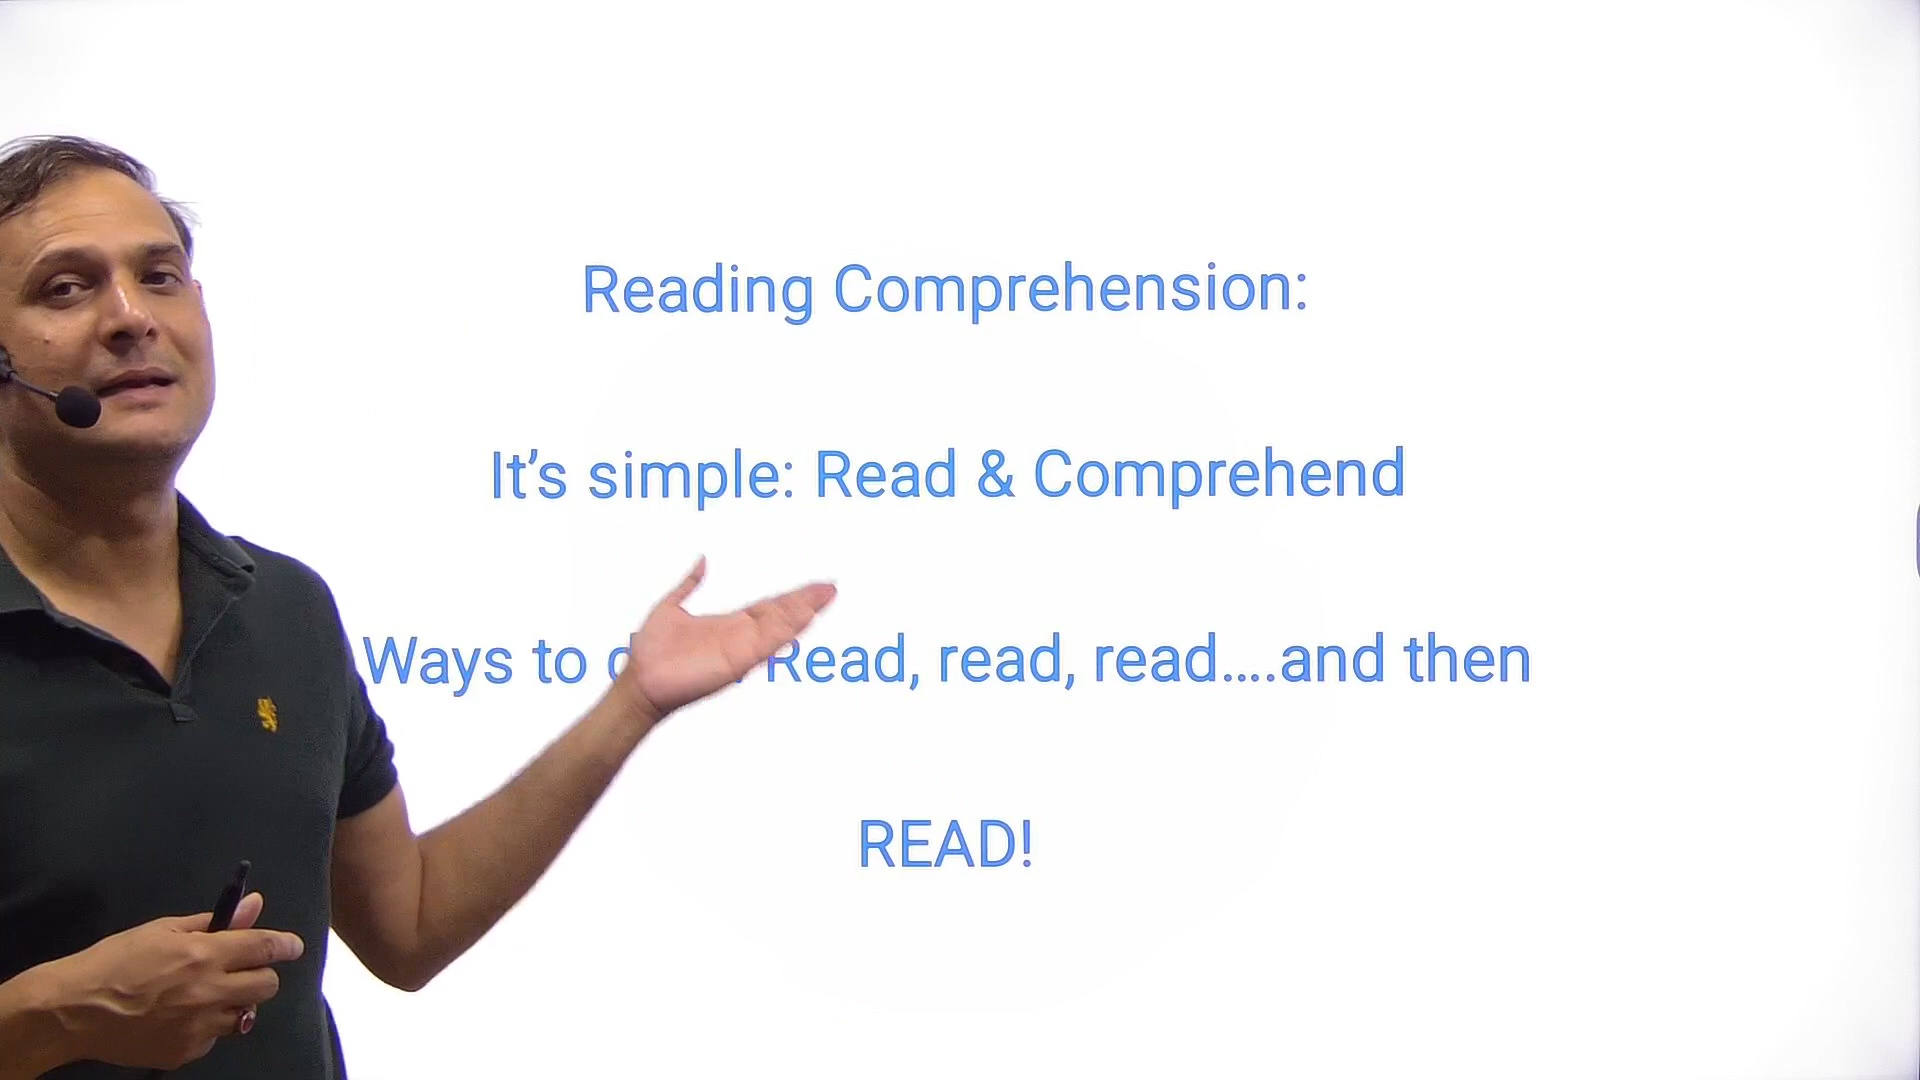 Reading Comprehension:
It’s simple: Read & Comprehend
Ways to Read, read, read....and then
READ!